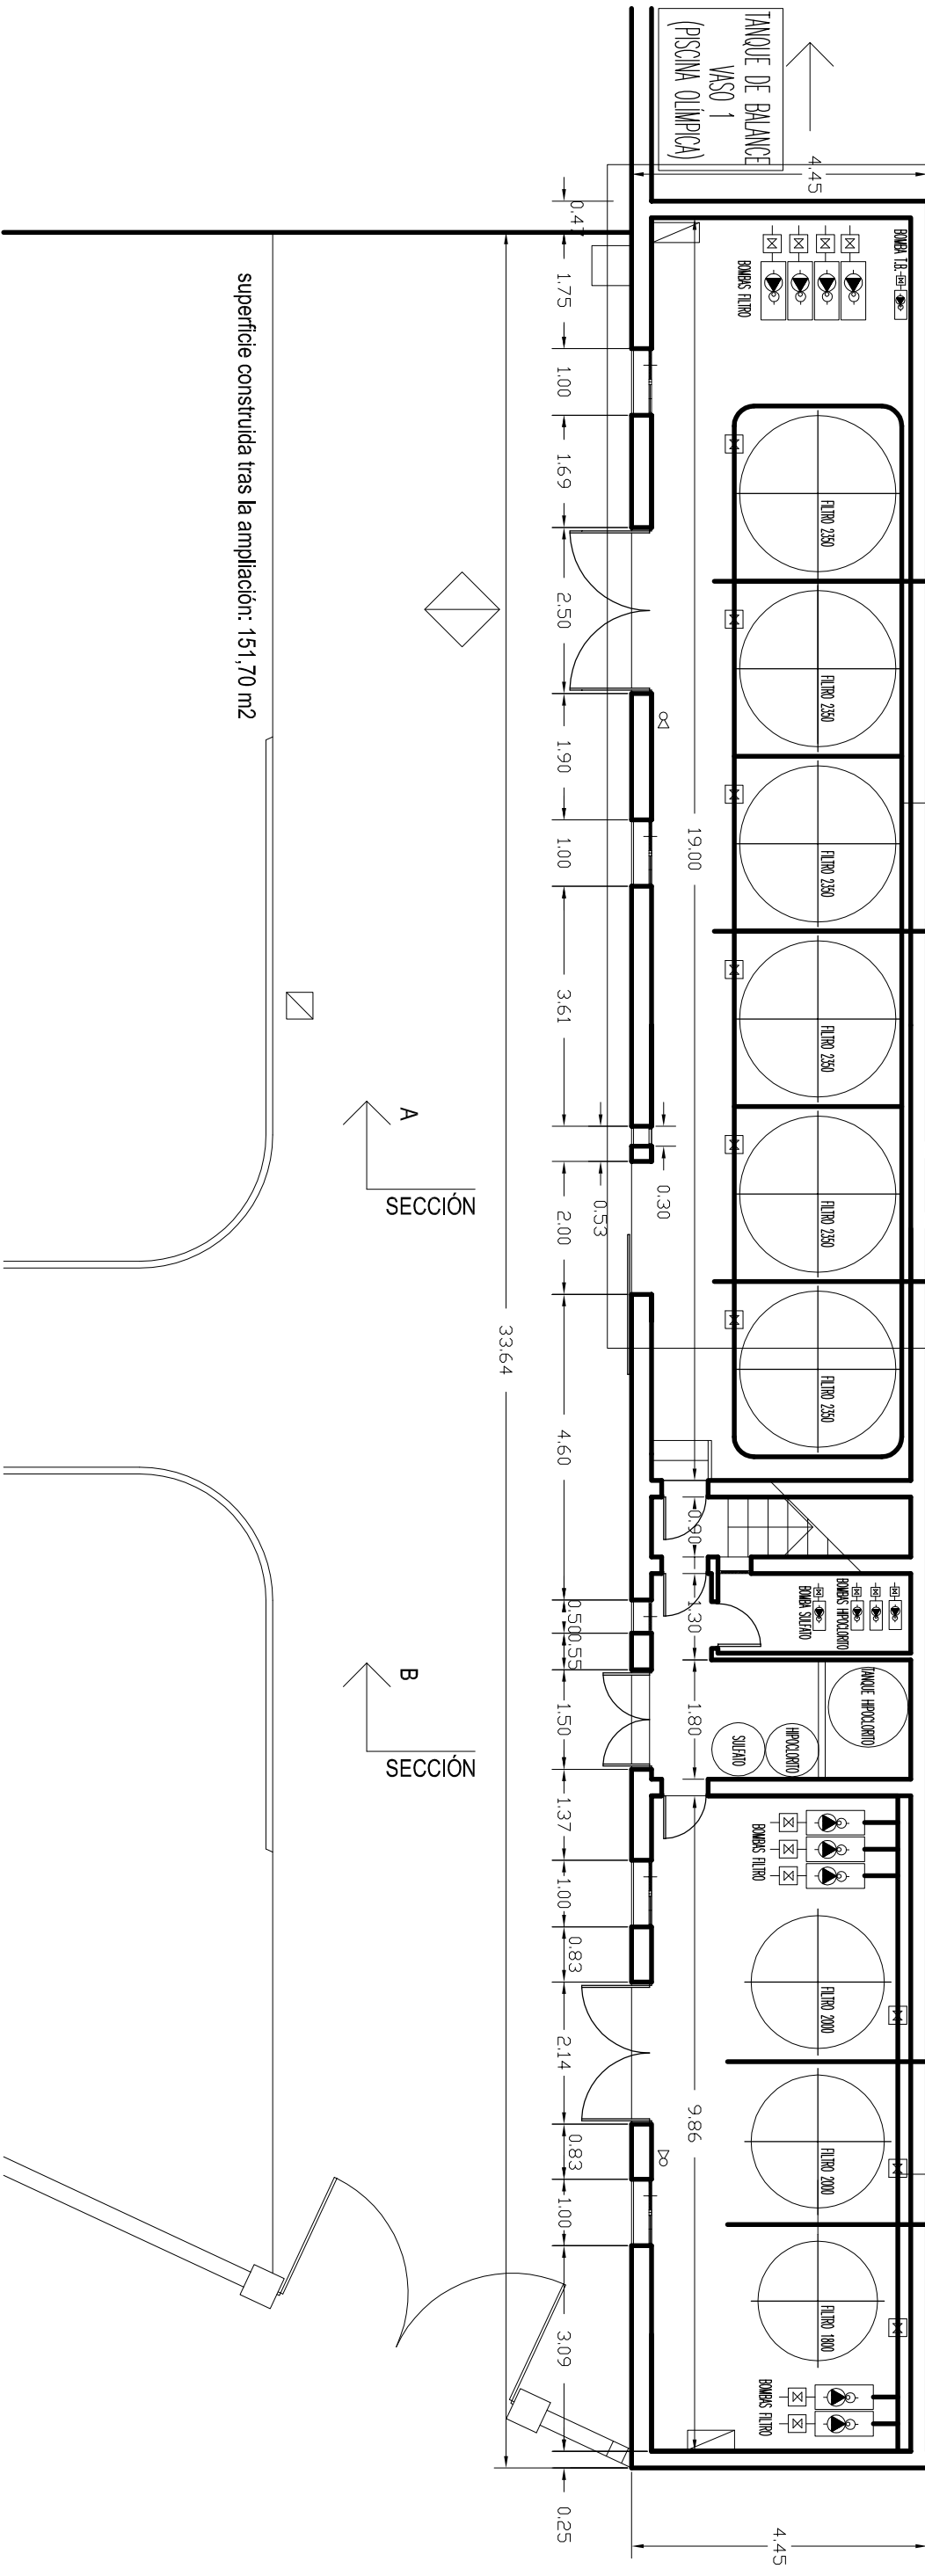 TANQUE DE BALANCE
VASO 1
(PISCINA OLÍMPICA)
4.45
0.47
1.75
1.00
1.69
2.50
1.90
1.00
3.61
0.53
0.30
2.00
4.60
0.50
0.55
1.50
1.37
1.00
0.83
2.14
0.83
1.00
3.09
0.25
4.45
33.64
19.00
0.90
1.30
1.80
9.86
BOMBA T.B.
BOMBAS FILTRO
FILTRO 2350
FILTRO 2350
FILTRO 2350
FILTRO 2350
FILTRO 2350
FILTRO 2350
BOMBAS HIPOCLORITO
BOMBA SULFATO
TANQUE HIPOCLORITO
HIPOCLORITO
SULFATO
BOMBAS FILTRO
FILTRO 2000
FILTRO 2000
FILTRO 1800
BOMBAS FILTRO
superficie construida tras la ampliación: 151,70 m2
A
SECCIÓN
B
SECCIÓN